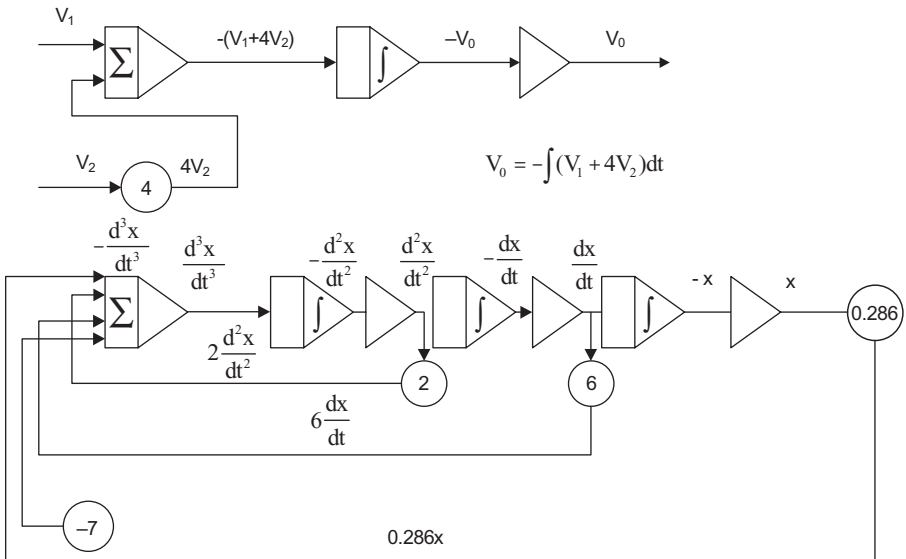 V₁
∑
-(V₁+4V₂)
∫
–V₀
V₀
V₂
4
4V₂
V₀ = -∫(V₁ + 4V₂)dt
-d³x/dt³
∑
d³x/dt³
∫
-d²x/dt²
d²x/dt²
∫
-dx/dt
dx/dt
∫
- x
x
0.286
2 d²x/dt²
2
6
6 dx/dt
–7
0.286x